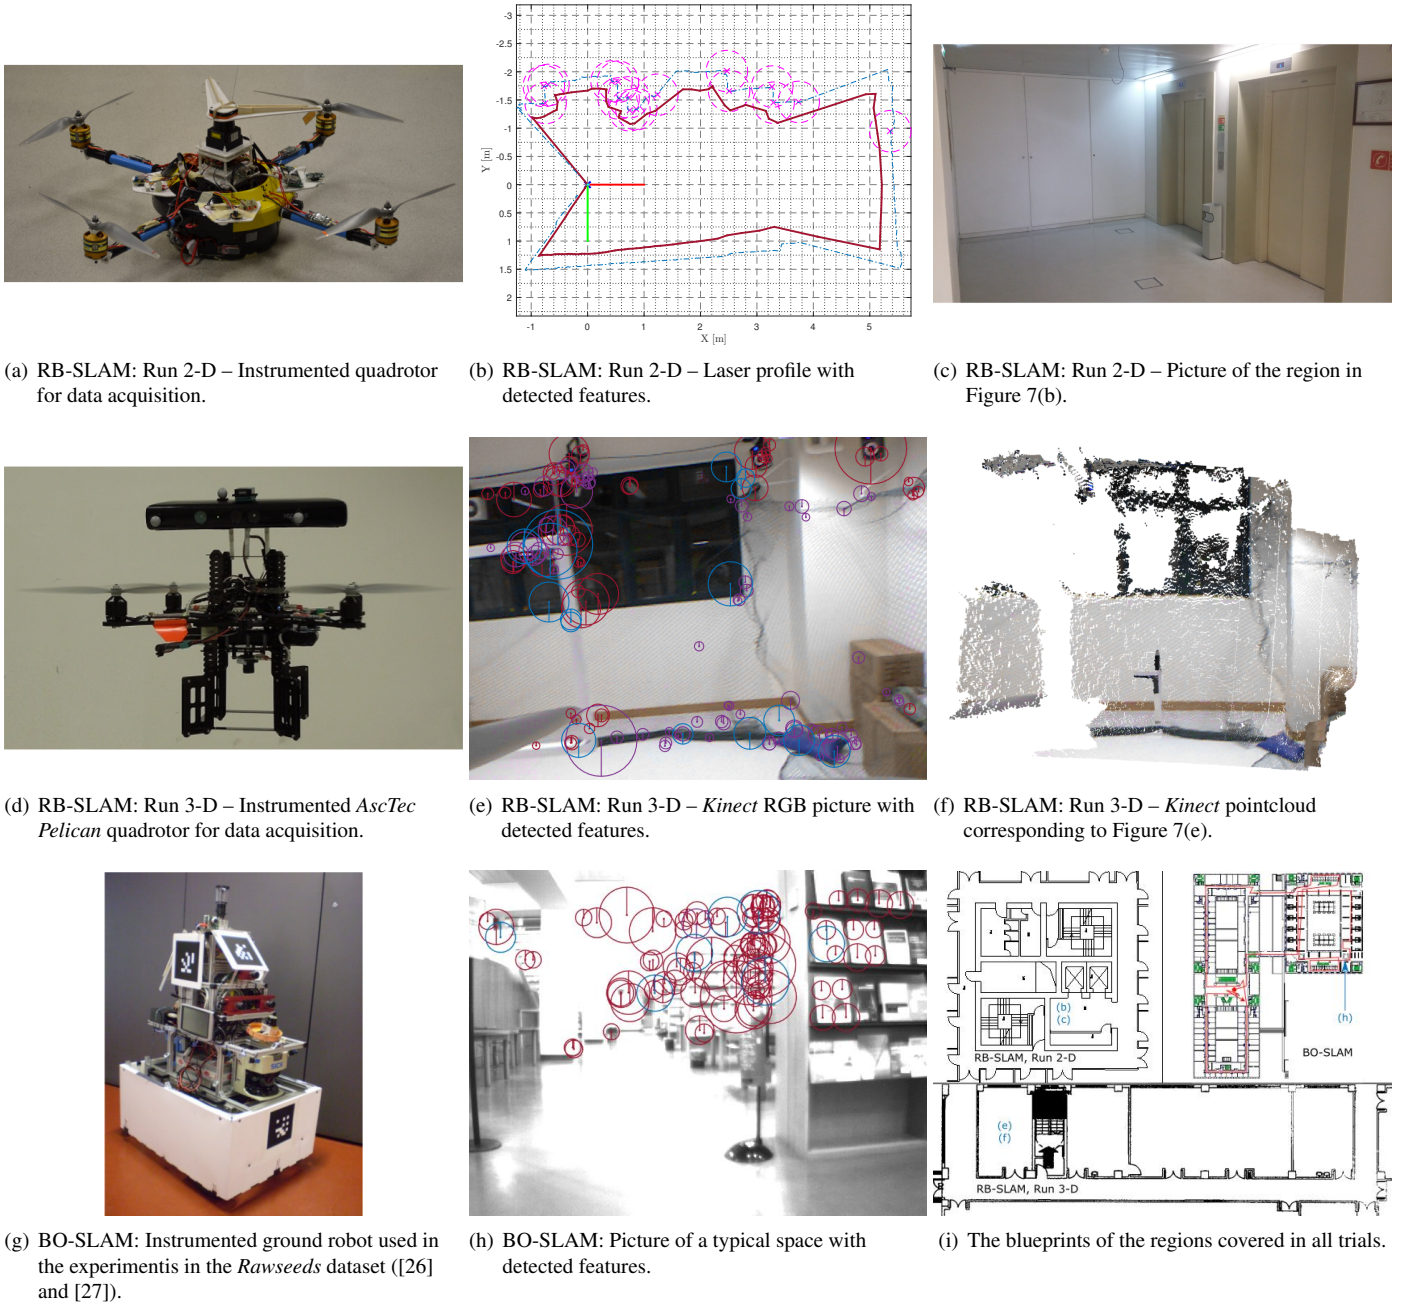 -3
-2.5
-2
-1.5
-1
-0.5
0
0.5
1
1.5
2
Y [m]
-1 0 1 2 3 4 5
X [m]
(a) RB-SLAM: Run 2-D – Instrumented quadrotor
for data acquisition.
(b) RB-SLAM: Run 2-D – Laser profile with
detected features.
(c) RB-SLAM: Run 2-D – Picture of the region in
Figure 7(b).
(d) RB-SLAM: Run 3-D – Instrumented AscTec
Pelican quadrotor for data acquisition.
(e) RB-SLAM: Run 3-D – Kinect RGB picture with
detected features.
(f) RB-SLAM: Run 3-D – Kinect pointcloud
corresponding to Figure 7(e).
(b)
(c)
RB-SLAM, Run 2-D
(h)
BO-SLAM
(e)
(f)
RB-SLAM, Run 3-D
(g) BO-SLAM: Instrumented ground robot used in
the experimentis in the Rawseeds dataset ([26]
and [27]).
(h) BO-SLAM: Picture of a typical space with
detected features.
(i) The blueprints of the regions covered in all trials.